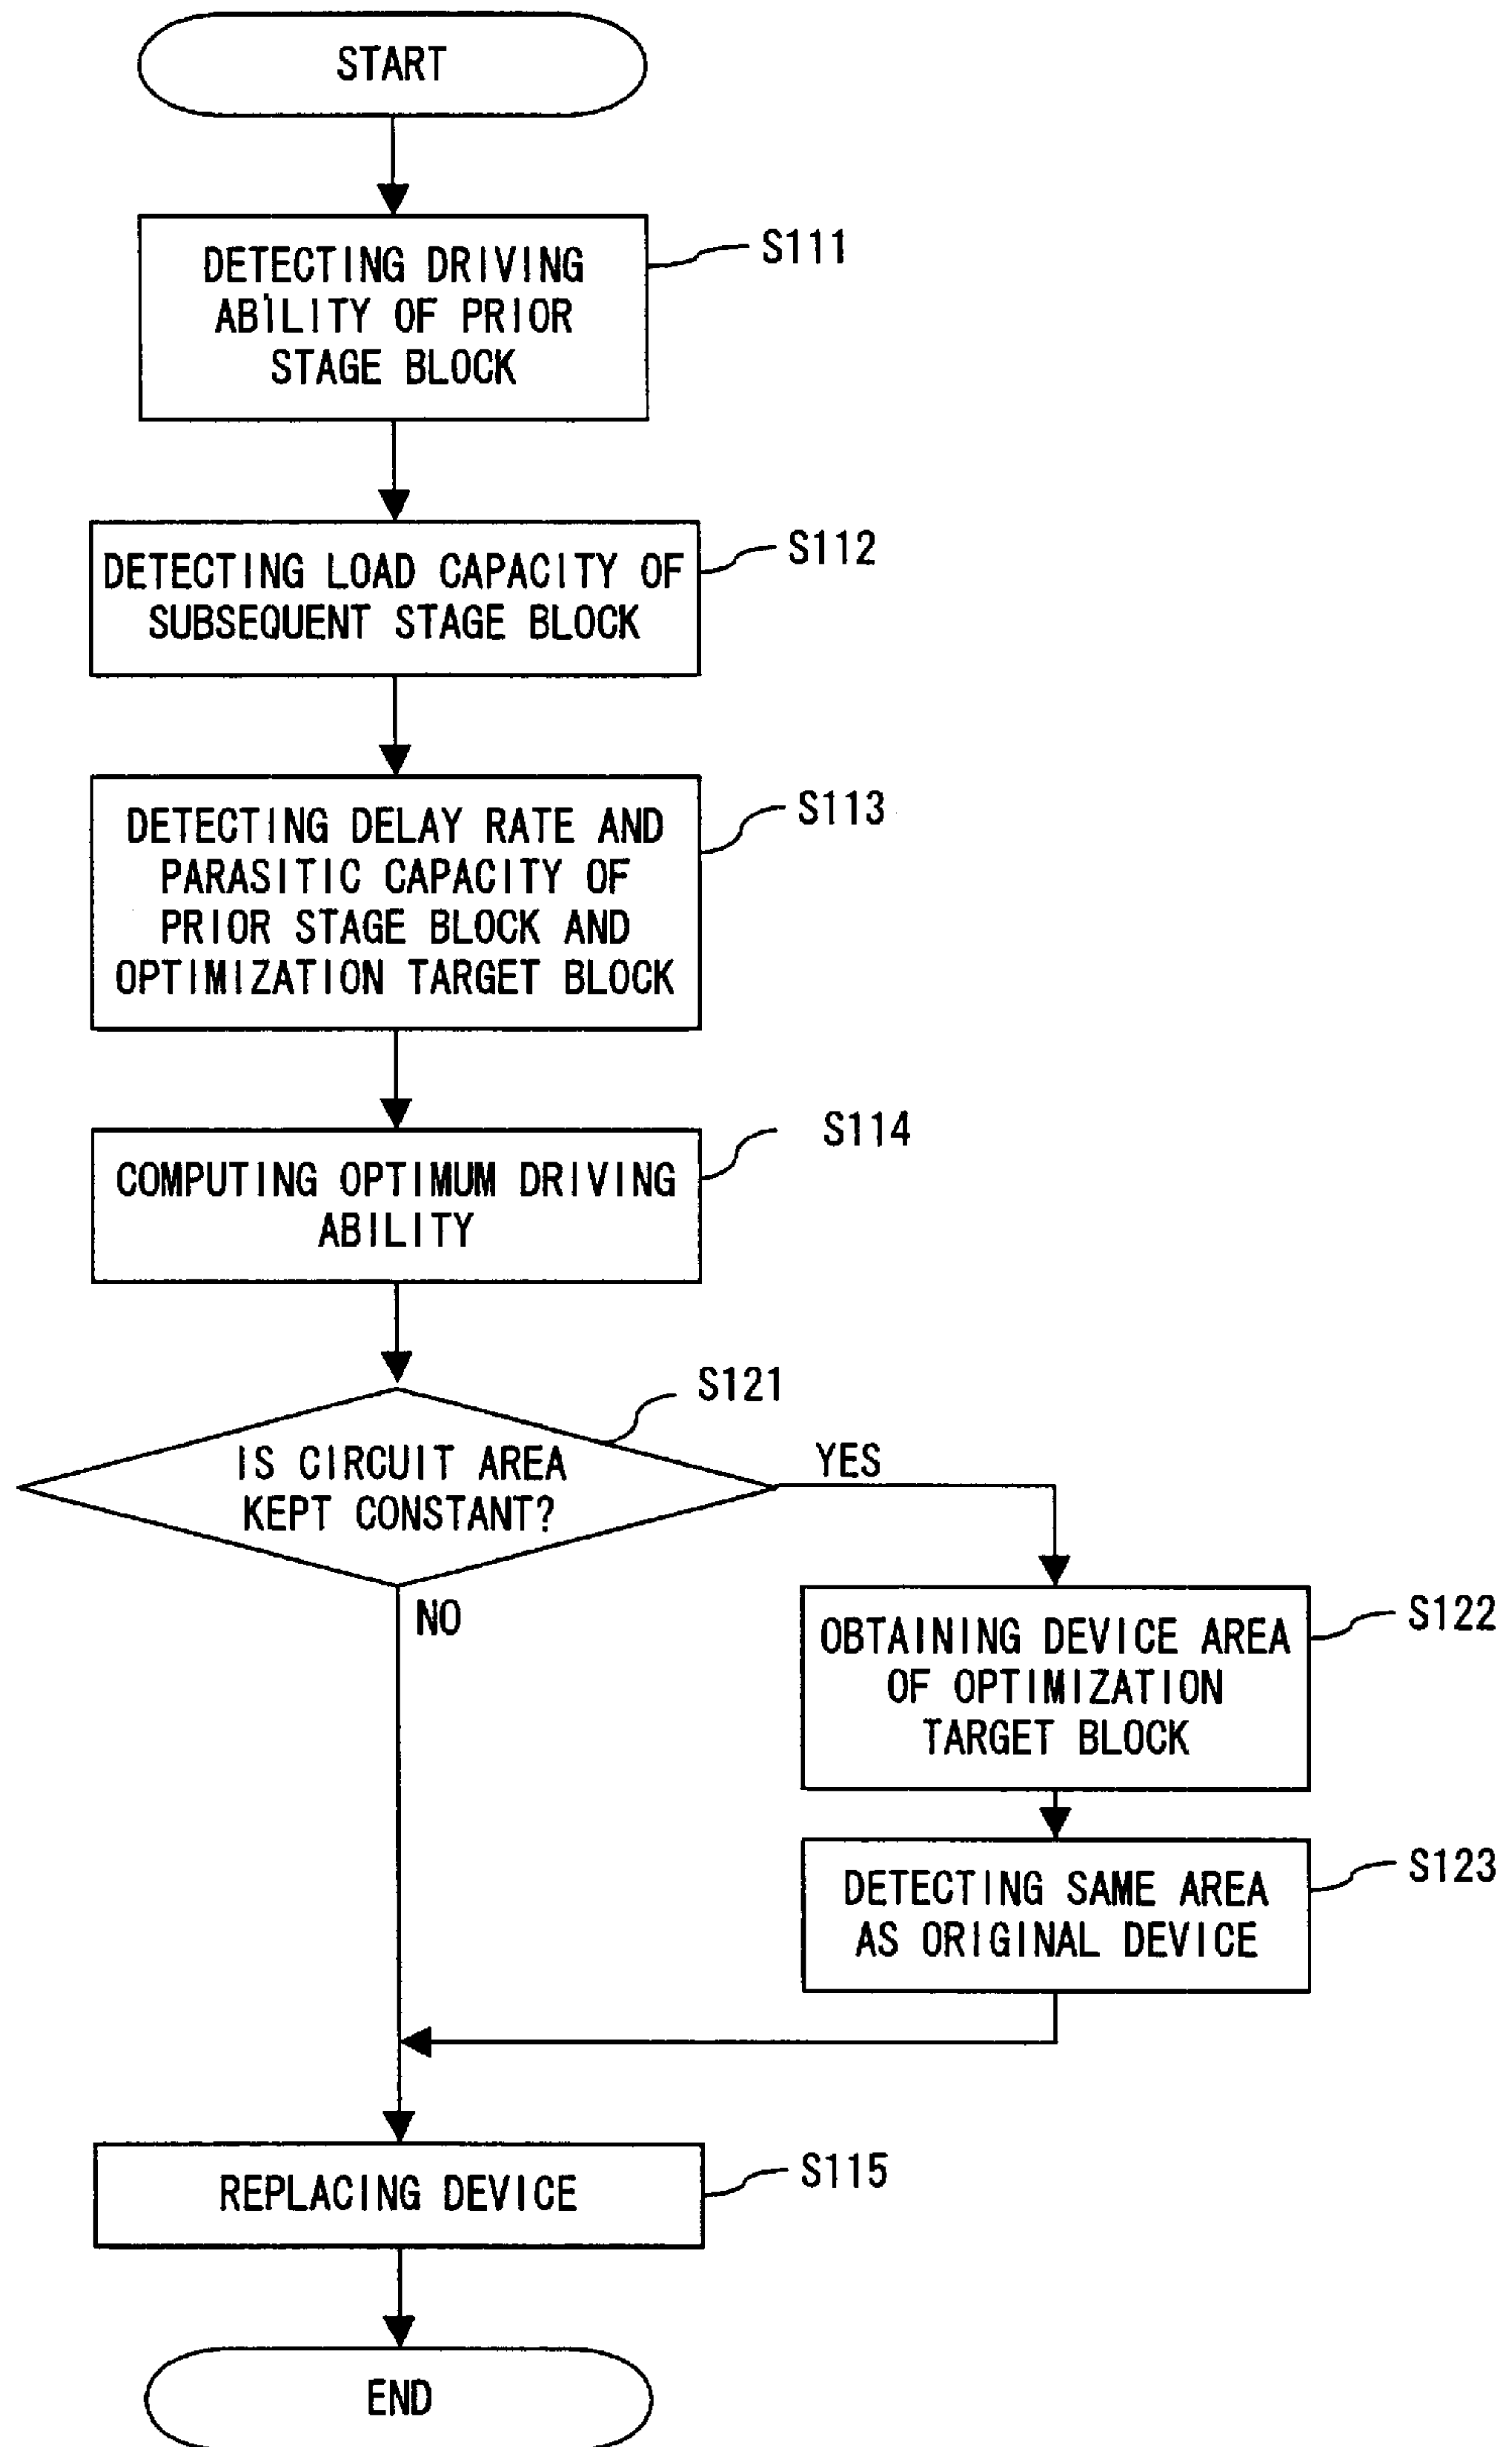 START
DETECTING DRIVING
ABILITY OF PRIOR
STAGE BLOCK
S111
DETECTING LOAD CAPACITY OF
SUBSEQUENT STAGE BLOCK
S112
DETECTING DELAY RATE AND
PARASITIC CAPACITY OF
PRIOR STAGE BLOCK AND
OPTIMIZATION TARGET BLOCK
S113
COMPUTING OPTIMUM DRIVING
ABILITY
S114
IS CIRCUIT AREA
KEPT CONSTANT?
S121
YES
NO
OBTAINING DEVICE AREA
OF OPTIMIZATION
TARGET BLOCK
S122
DETECTING SAME AREA
AS ORIGINAL DEVICE
S123
REPLACING DEVICE
S115
END